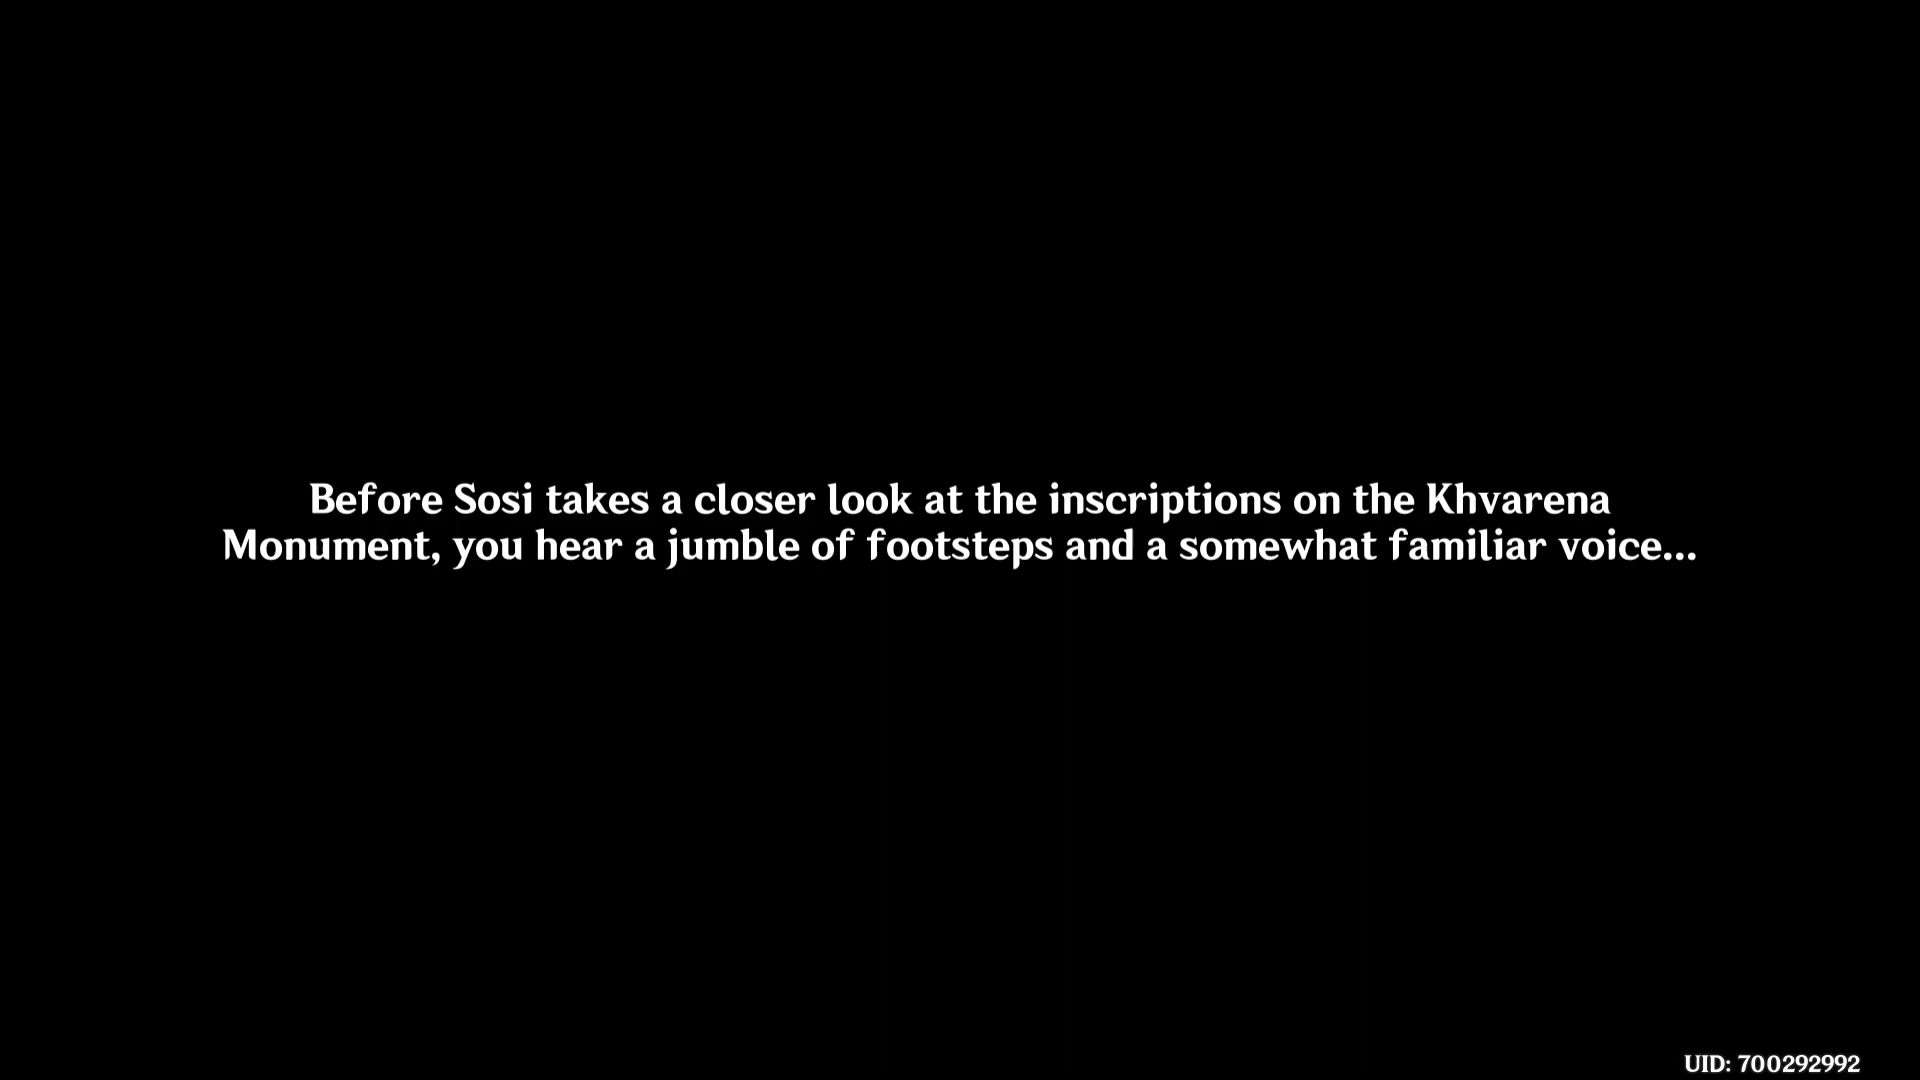 Before Sosi takes a closer look at the inscriptions on the Khvarena
Monument, you hear a jumble of footsteps and a somewhat familiar voice...
UID: 700292992